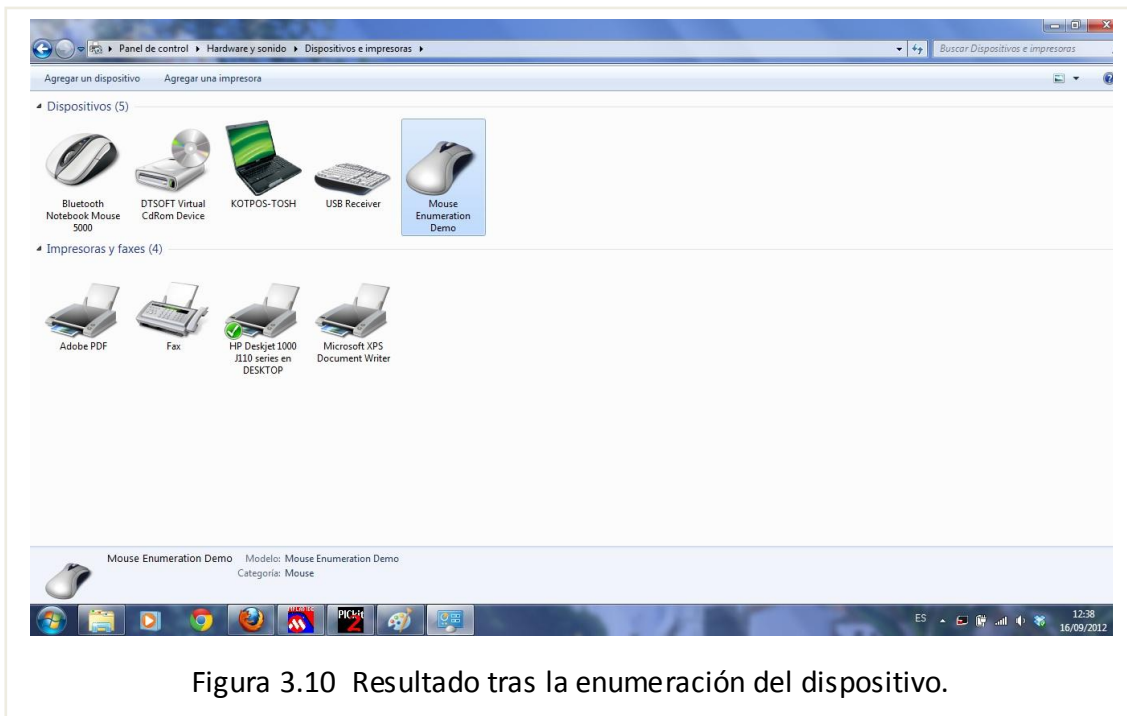 Panel de control ▸ Hardware y sonido ▸ Dispositivos e impresoras ▸
Buscar Dispositivos e impresoras
Agregar un dispositivo Agregar una impresora
Dispositivos (5)
Bluetooth Notebook Mouse 5000
DTSOFT Virtual CdRom Device
KOTPOS-TOSH
USB Receiver
Mouse Enumeration Demo
Impresoras y faxes (4)
Adobe PDF
Fax
HP Deskjet 1000 J110 series en DESKTOP
Microsoft XPS Document Writer
Mouse Enumeration Demo Modelo: Mouse Enumeration Demo
Categoría: Mouse
PICkit 2
ES
12:38
16/09/2012
Figura 3.10 Resultado tras la enumeración del dispositivo.